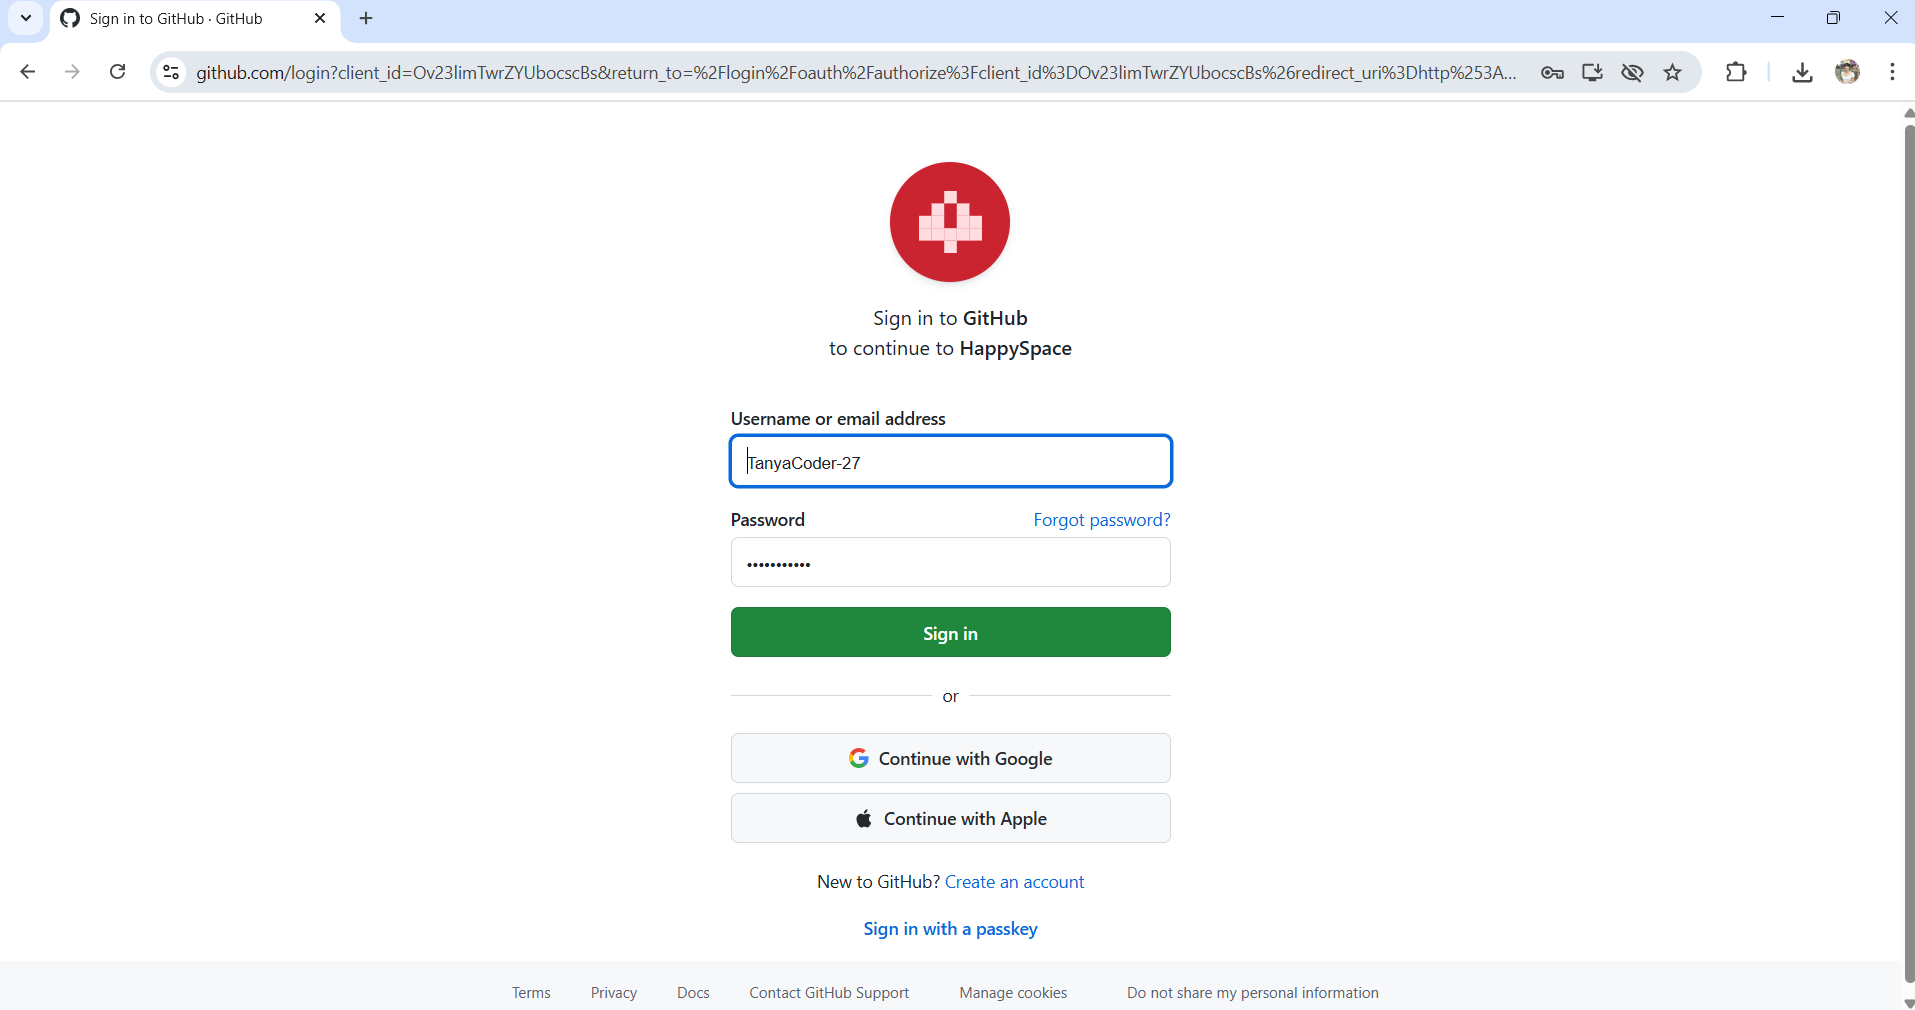 Sign in to GitHub · GitHub
github.com/login?client_id=Ov23limTwrZYUbocscBs&return_to=%2Flogin%2Foauth%2Fauthorize%3Fclient_id%3DOv23limTwrZYUbocscBs%26redirect_uri%3Dhttp%253A...
Sign in to GitHub
to continue to HappySpace
Username or email address
TanyaCoder-27
Password Forgot password?
•••••••••••
Sign in
or
Continue with Google
Continue with Apple
New to GitHub? Create an account
Sign in with a passkey
Terms Privacy Docs Contact GitHub Support Manage cookies Do not share my personal information